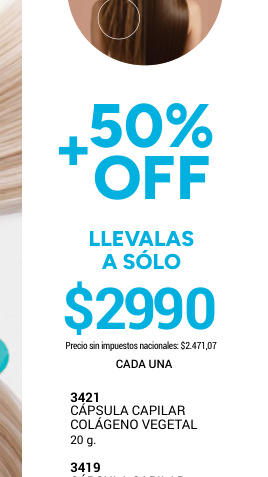 +50%
OFF
LLEVALAS
A SÓLO
$2990
Precio sin impuestos nacionales: $2.471,07
CADA UNA
3421
CÁPSULA CAPILAR
COLÁGENO VEGETAL
20 g.
3419